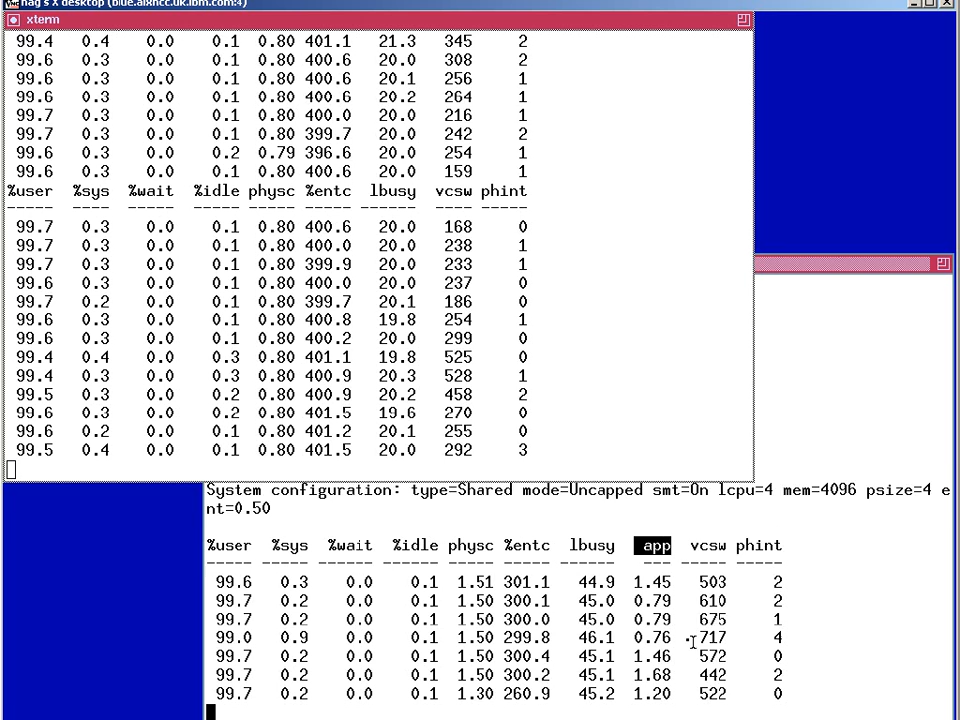 nag's X desktop (blue.aixncc.uk.ibm.com:4)
xterm
99.4 0.4 0.0 0.1 0.80 401.1 21.3 345 2
99.6 0.3 0.0 0.1 0.80 400.6 20.0 308 2
99.6 0.3 0.0 0.1 0.80 400.6 20.1 256 1
99.6 0.3 0.0 0.1 0.80 400.6 20.2 264 1
99.7 0.3 0.0 0.1 0.80 400.0 20.0 216 1
99.7 0.3 0.0 0.1 0.80 399.7 20.0 242 2
99.6 0.3 0.0 0.2 0.79 396.6 20.0 254 1
99.6 0.3 0.0 0.1 0.80 400.6 20.0 159 1
%user %sys %wait %idle physc %entc lbusy vcsw phint
----- ---- ----- ------ ----- ----- ------ ---- -----
99.7 0.3 0.0 0.1 0.80 400.6 20.0 168 0
99.7 0.3 0.0 0.1 0.80 400.0 20.0 238 1
99.7 0.3 0.0 0.1 0.80 399.9 20.0 233 1
99.6 0.3 0.0 0.1 0.80 400.0 20.0 237 0
99.7 0.2 0.0 0.1 0.80 399.7 20.1 186 0
99.6 0.3 0.0 0.1 0.80 400.8 19.8 254 1
99.6 0.3 0.0 0.1 0.80 400.2 20.0 299 0
99.4 0.4 0.0 0.3 0.80 401.1 19.8 525 0
99.4 0.3 0.0 0.3 0.80 400.9 20.3 528 1
99.5 0.3 0.0 0.2 0.80 400.9 20.2 458 2
99.6 0.3 0.0 0.2 0.80 401.5 19.6 270 0
99.6 0.2 0.0 0.1 0.80 401.2 20.1 255 0
99.5 0.4 0.0 0.1 0.80 401.5 20.0 292 3
System configuration: type=Shared mode=Uncapped smt=On lcpu=4 mem=4096 psize=4 e
nt=0.50
%user %sys %wait %idle physc %entc lbusy app vcsw phint
----- ---- ----- ------ ----- ----- ------ --- ----- -----
99.6 0.3 0.0 0.1 1.51 301.1 44.9 1.45 503 2
99.7 0.2 0.0 0.1 1.50 300.1 45.0 0.79 610 2
99.7 0.2 0.0 0.1 1.50 300.0 45.0 0.79 675 1
99.0 0.9 0.0 0.1 1.50 299.8 46.1 0.76 717 4
99.7 0.2 0.0 0.1 1.50 300.4 45.1 1.46 572 0
99.7 0.2 0.0 0.1 1.50 300.2 45.1 1.68 442 2
99.7 0.2 0.0 0.1 1.30 260.9 45.2 1.20 522 0